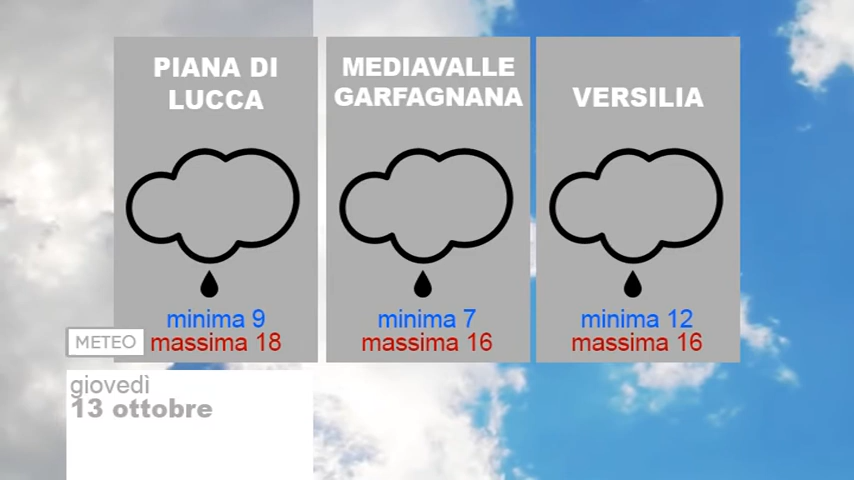 PIANA DI
LUCCA
minima 9
massima 18
MEDIAVALLE
GARFAGNANA
minima 7
massima 16
VERSILIA
minima 12
massima 16
METEO
giovedì
13 ottobre